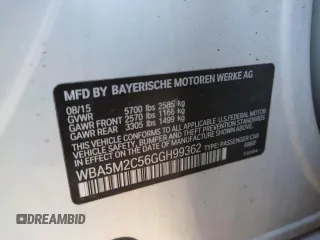 MFD BY BAYERISCHE MOTOREN WERKE AG
08/15
GVWR 5700 lbs 2585 kg
GAWR FRONT 2570 lbs 1166 kg
GAWR REAR 3305 lbs 1499 kg
THIS VEHICLE CONFORMS TO ALL
APPLICABLE U.S. FEDERAL MOTOR
VEHICLE SAFETY, BUMPER, AND
THEFT PREVENTION STANDARDS IN
EFFECT ON THE DATE OF
MANUFACTURE SHOWN ABOVE.
WBA5M2C56GGH99362 TYPE: PASSENGER CAR
DREAMBID DREAMBID.COM